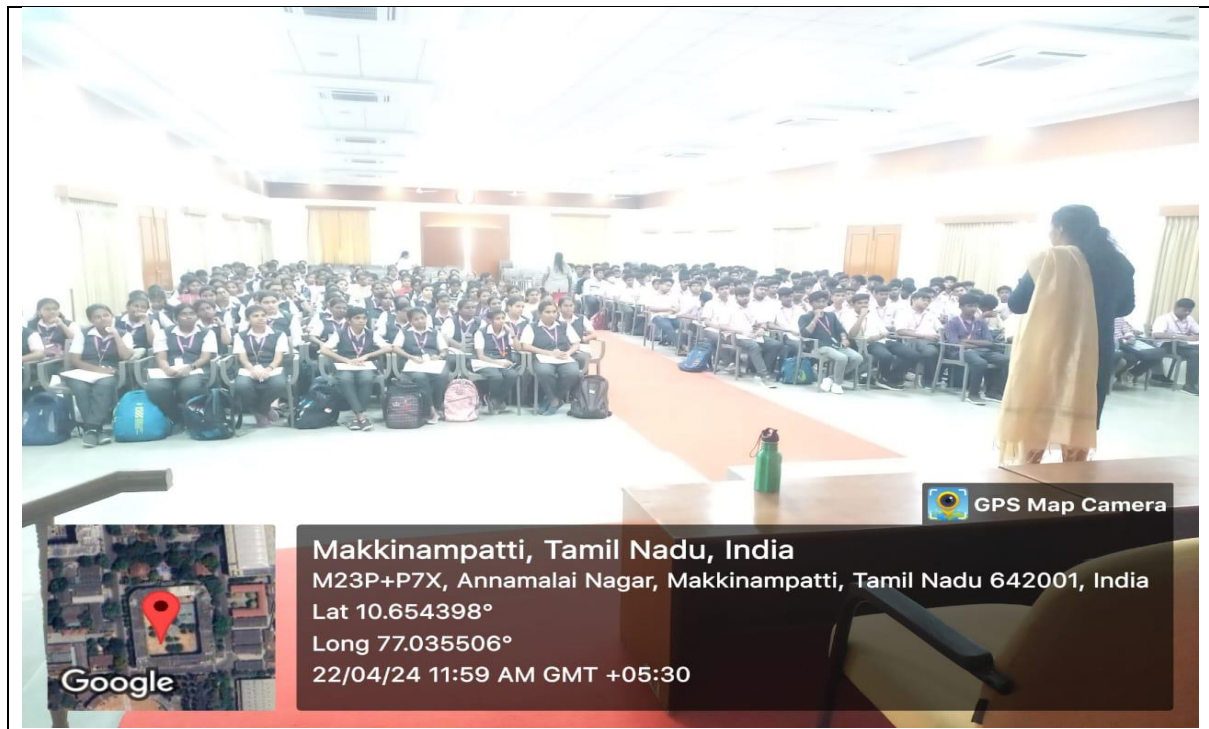 GPS Map Camera
Makkinampatti, Tamil Nadu, India
M23P+P7X, Annamalai Nagar, Makkinampatti, Tamil Nadu 642001, India
Lat 10.654398°
Long 77.035506°
22/04/24 11:59 AM GMT +05:30
Google